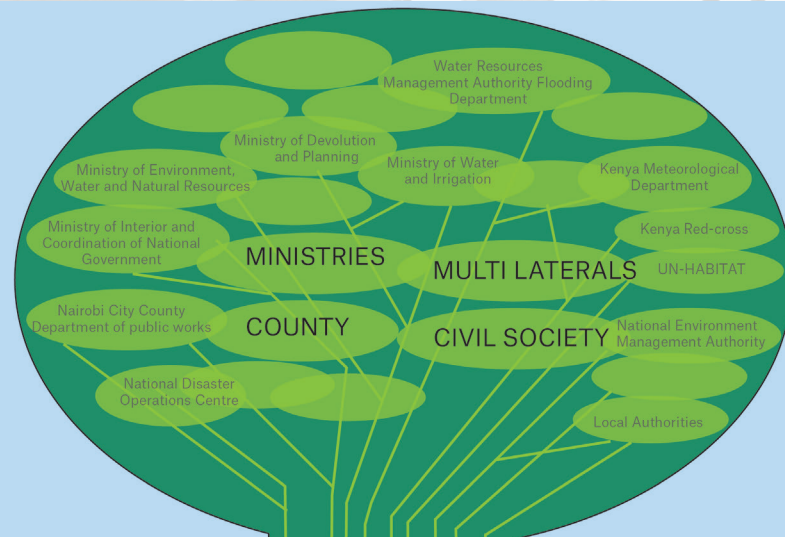 Water Resources
Management Authority Flooding
Department
Ministry of Devolution
and Planning
Ministry of Water
and Irrigation
Ministry of Environment,
Water and Natural Resources
Kenya Meteorological
Department
Ministry of Interior and
Coordination of National
Government
Kenya Red-cross
MINISTRIES
MULTI LATERALS
UN-HABITAT
Nairobi City County
Department of public works
COUNTY
CIVIL SOCIETY
National Environment
Management Authority
National Disaster
Operations Centre
Local Authorities